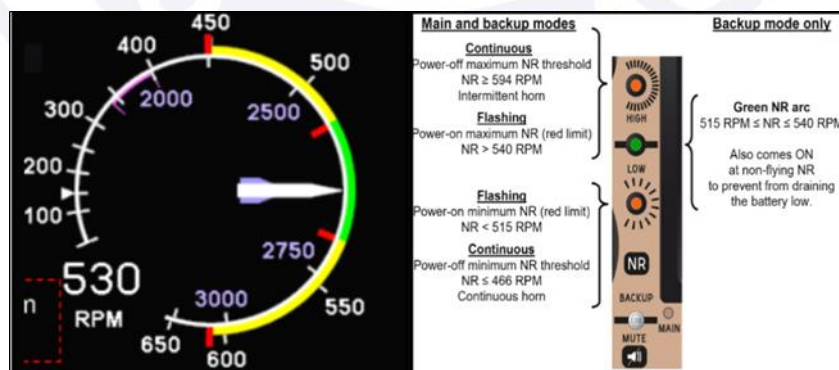 450
400
500
2000
300
2500
200
100
530
2750
n
3000
550
RPM
650
600
Main and backup modes
Continuous
Power-off maximum NR threshold
NR ≥ 594 RPM
Intermittent horn
Flashing
Power-on maximum NR (red limit)
NR > 540 RPM
Flashing
Power-on minimum NR (red limit)
NR < 515 RPM
Continuous
Power-off minimum NR threshold
NR ≤ 466 RPM
Continuous horn
HIGH
LOW
NR
BACKUP
MAIN
MUTE
Backup mode only
Green NR arc
515 RPM ≤ NR ≤ 540 RPM
Also comes ON
at non-flying NR
to prevent from draining
the battery low.